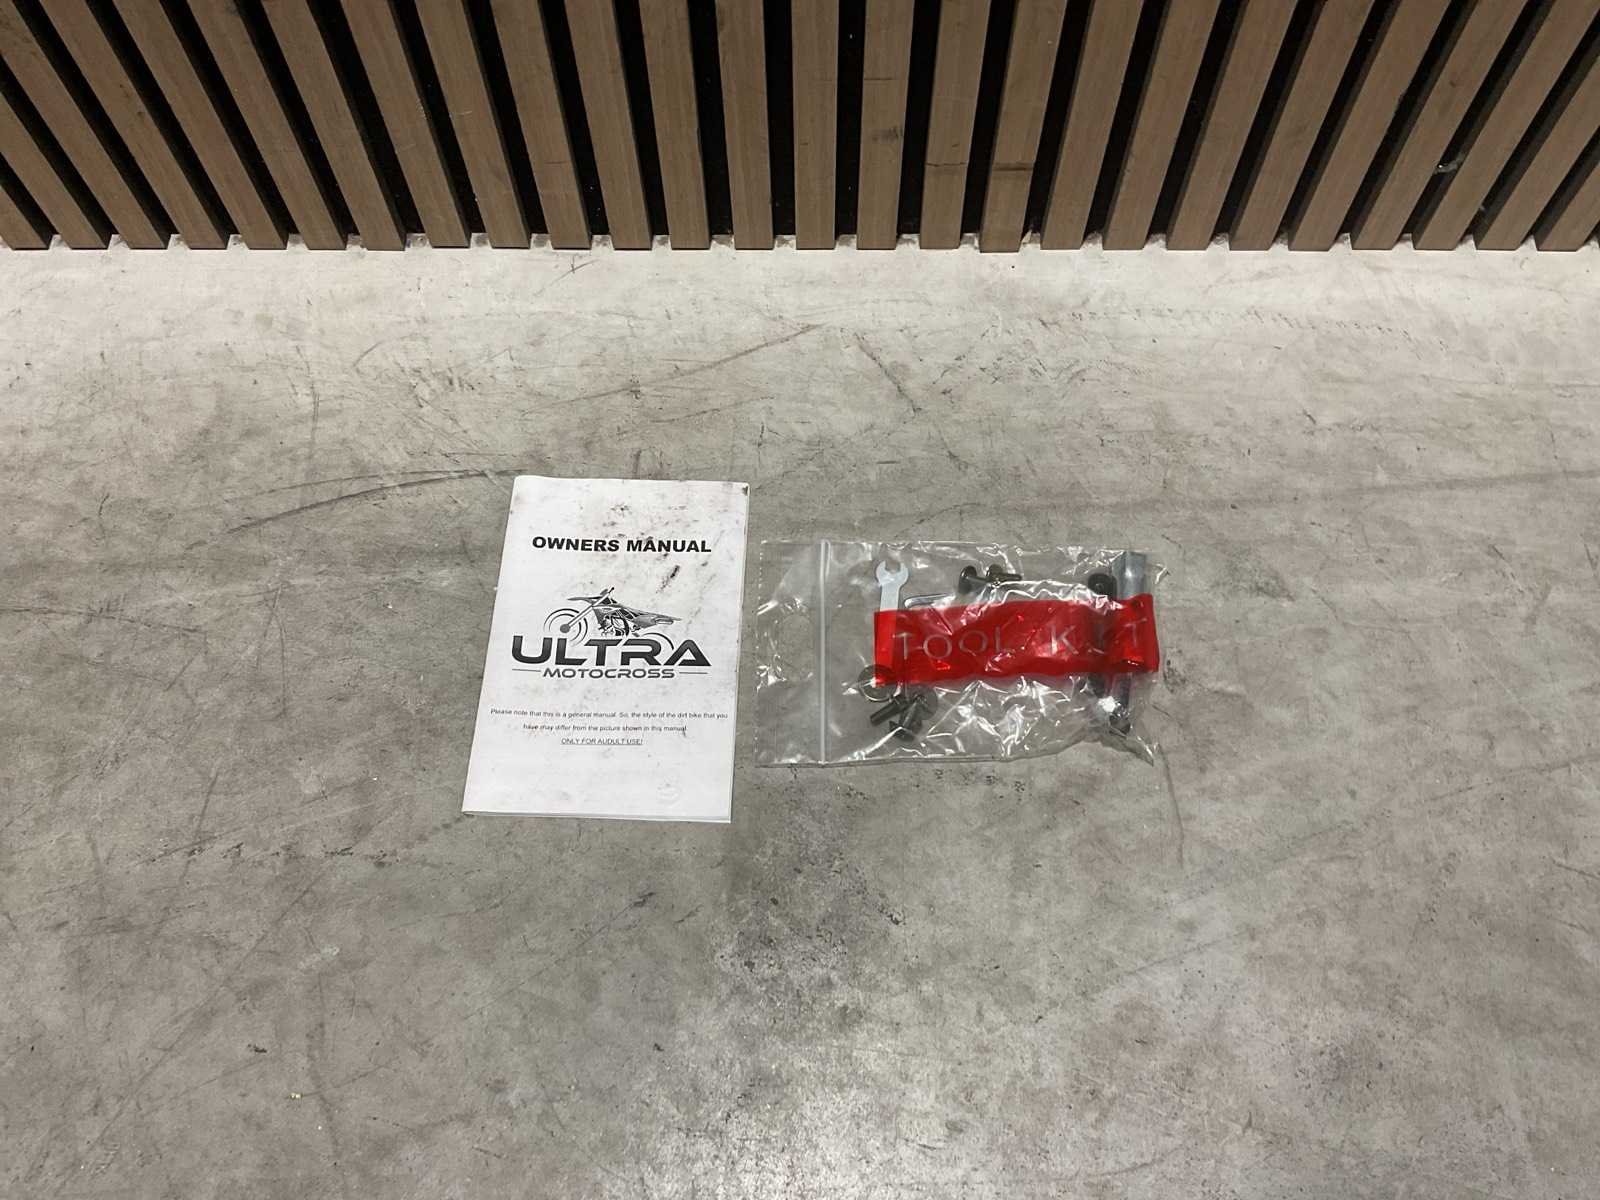 OWNERS MANUAL
ULTRA
MOTOCROSS
Please note that this is a general manual. So, the style of the dirt bike that you
have may differ from the picture shown in this manual.
ONLY FOR AUDULT USE!
TOOL KIT